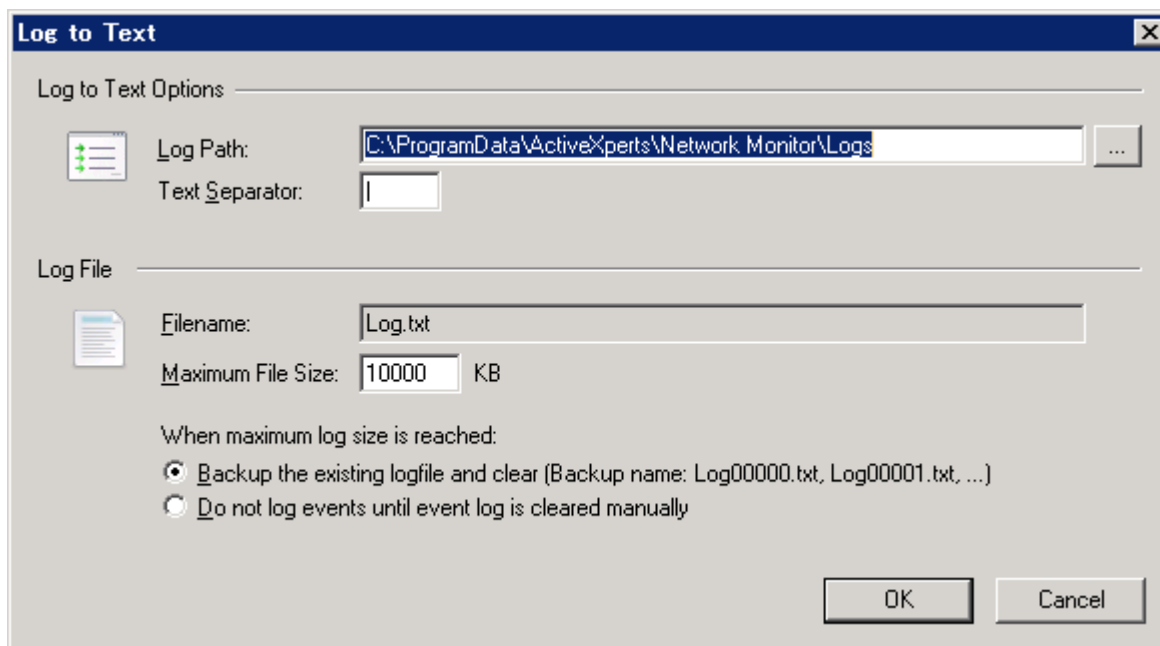 Log to Text
Log to Text Options
Log Path: C:\ProgramData\ActiveXperts\Network Monitor\Logs ...
Text Separator: |
Log File
Filename: Log.txt
Maximum File Size: 10000 KB
When maximum log size is reached:
Backup the existing logfile and clear (Backup name: Log00000.txt, Log00001.txt, ...)
Do not log events until event log is cleared manually
OK Cancel